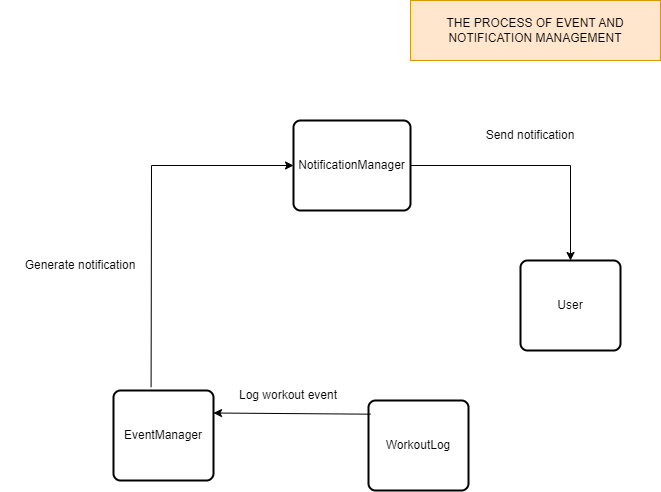 THE PROCESS OF EVENT AND
NOTIFICATION MANAGEMENT
Send notification
NotificationManager
Generate notification
User
Log workout event
EventManager
WorkoutLog